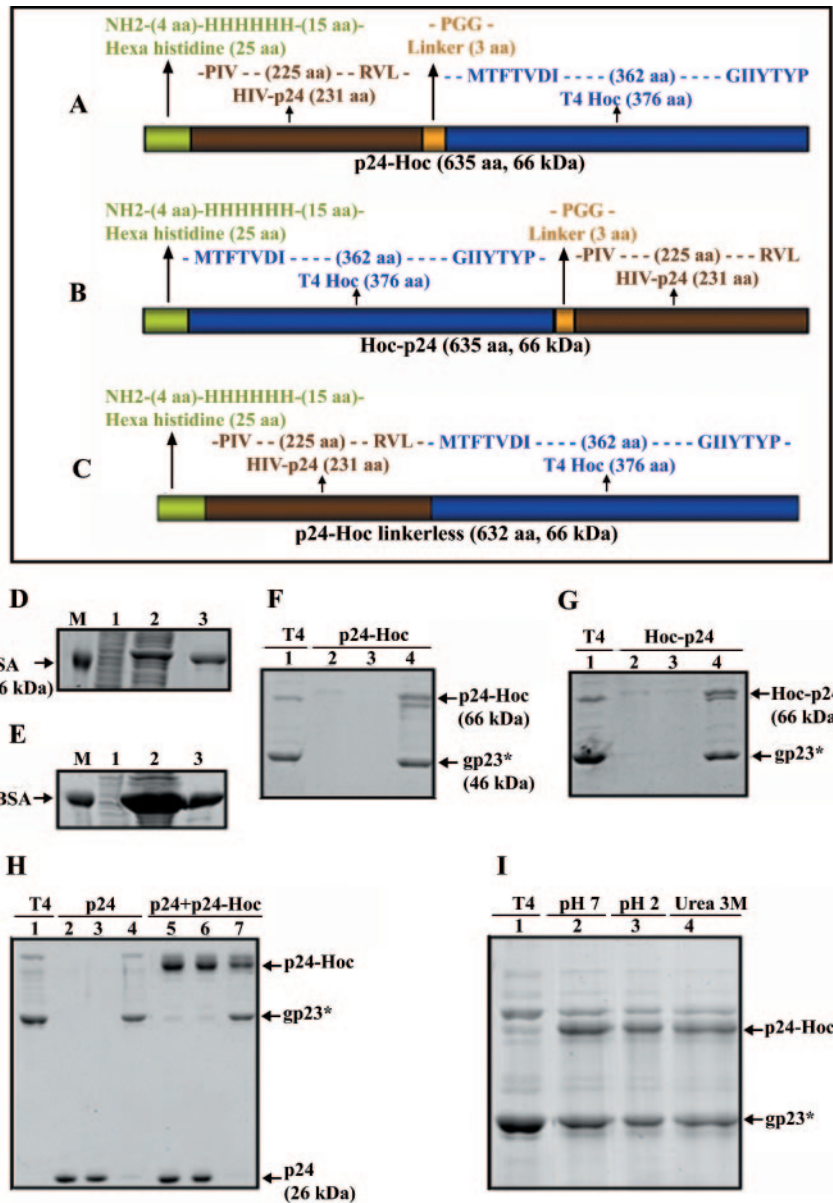 NH2-(4 aa)-HHHHHH-(15 aa)-
Hexa histidine (25 aa)
- PGG -
Linker (3 aa)
-PIV - - (225 aa) - - RVL -
HIV-p24 (231 aa)
- - MTFTVDI - - - - (362 aa) - - - - GIIYTYP
T4 Hoc (376 aa)
A
p24-Hoc (635 aa, 66 kDa)
NH2-(4 aa)-HHHHHH-(15 aa)-
Hexa histidine (25 aa)
- PGG -
Linker (3 aa)
- MTFTVDI - - - - (362 aa) - - - - GIIYTYP -
T4 Hoc (376 aa)
-PIV - - (225 aa) - - - RVL
HIV-p24 (231 aa)
B
Hoc-p24 (635 aa, 66 kDa)
NH2-(4 aa)-HHHHHH-(15 aa)-
Hexa histidine (25 aa)
-PIV - - (225 aa) - - RVL - - MTFTVDI - - - - (362 aa) - - - - GIIYTYP -
HIV-p24 (231 aa)
T4 Hoc (376 aa)
C
p24-Hoc linkerless (632 aa, 66 kDa)
D
M 1 2 3
SA
6 kDa)
E
M 1 2 3
BSA
F
T4 p24-Hoc
1 2 3 4
p24-Hoc
(66 kDa)
gp23*
(46 kDa)
G
T4 Hoc-p24
1 2 3 4
Hoc-p24
(66 kDa)
gp23*
H
T4 p24 p24+p24-Hoc
1 2 3 4 5 6 7
p24-Hoc
gp23*
p24
(26 kDa)
I
T4 pH 7 pH 2 Urea 3M
1 2 3 4
p24-Hoc
gp23*